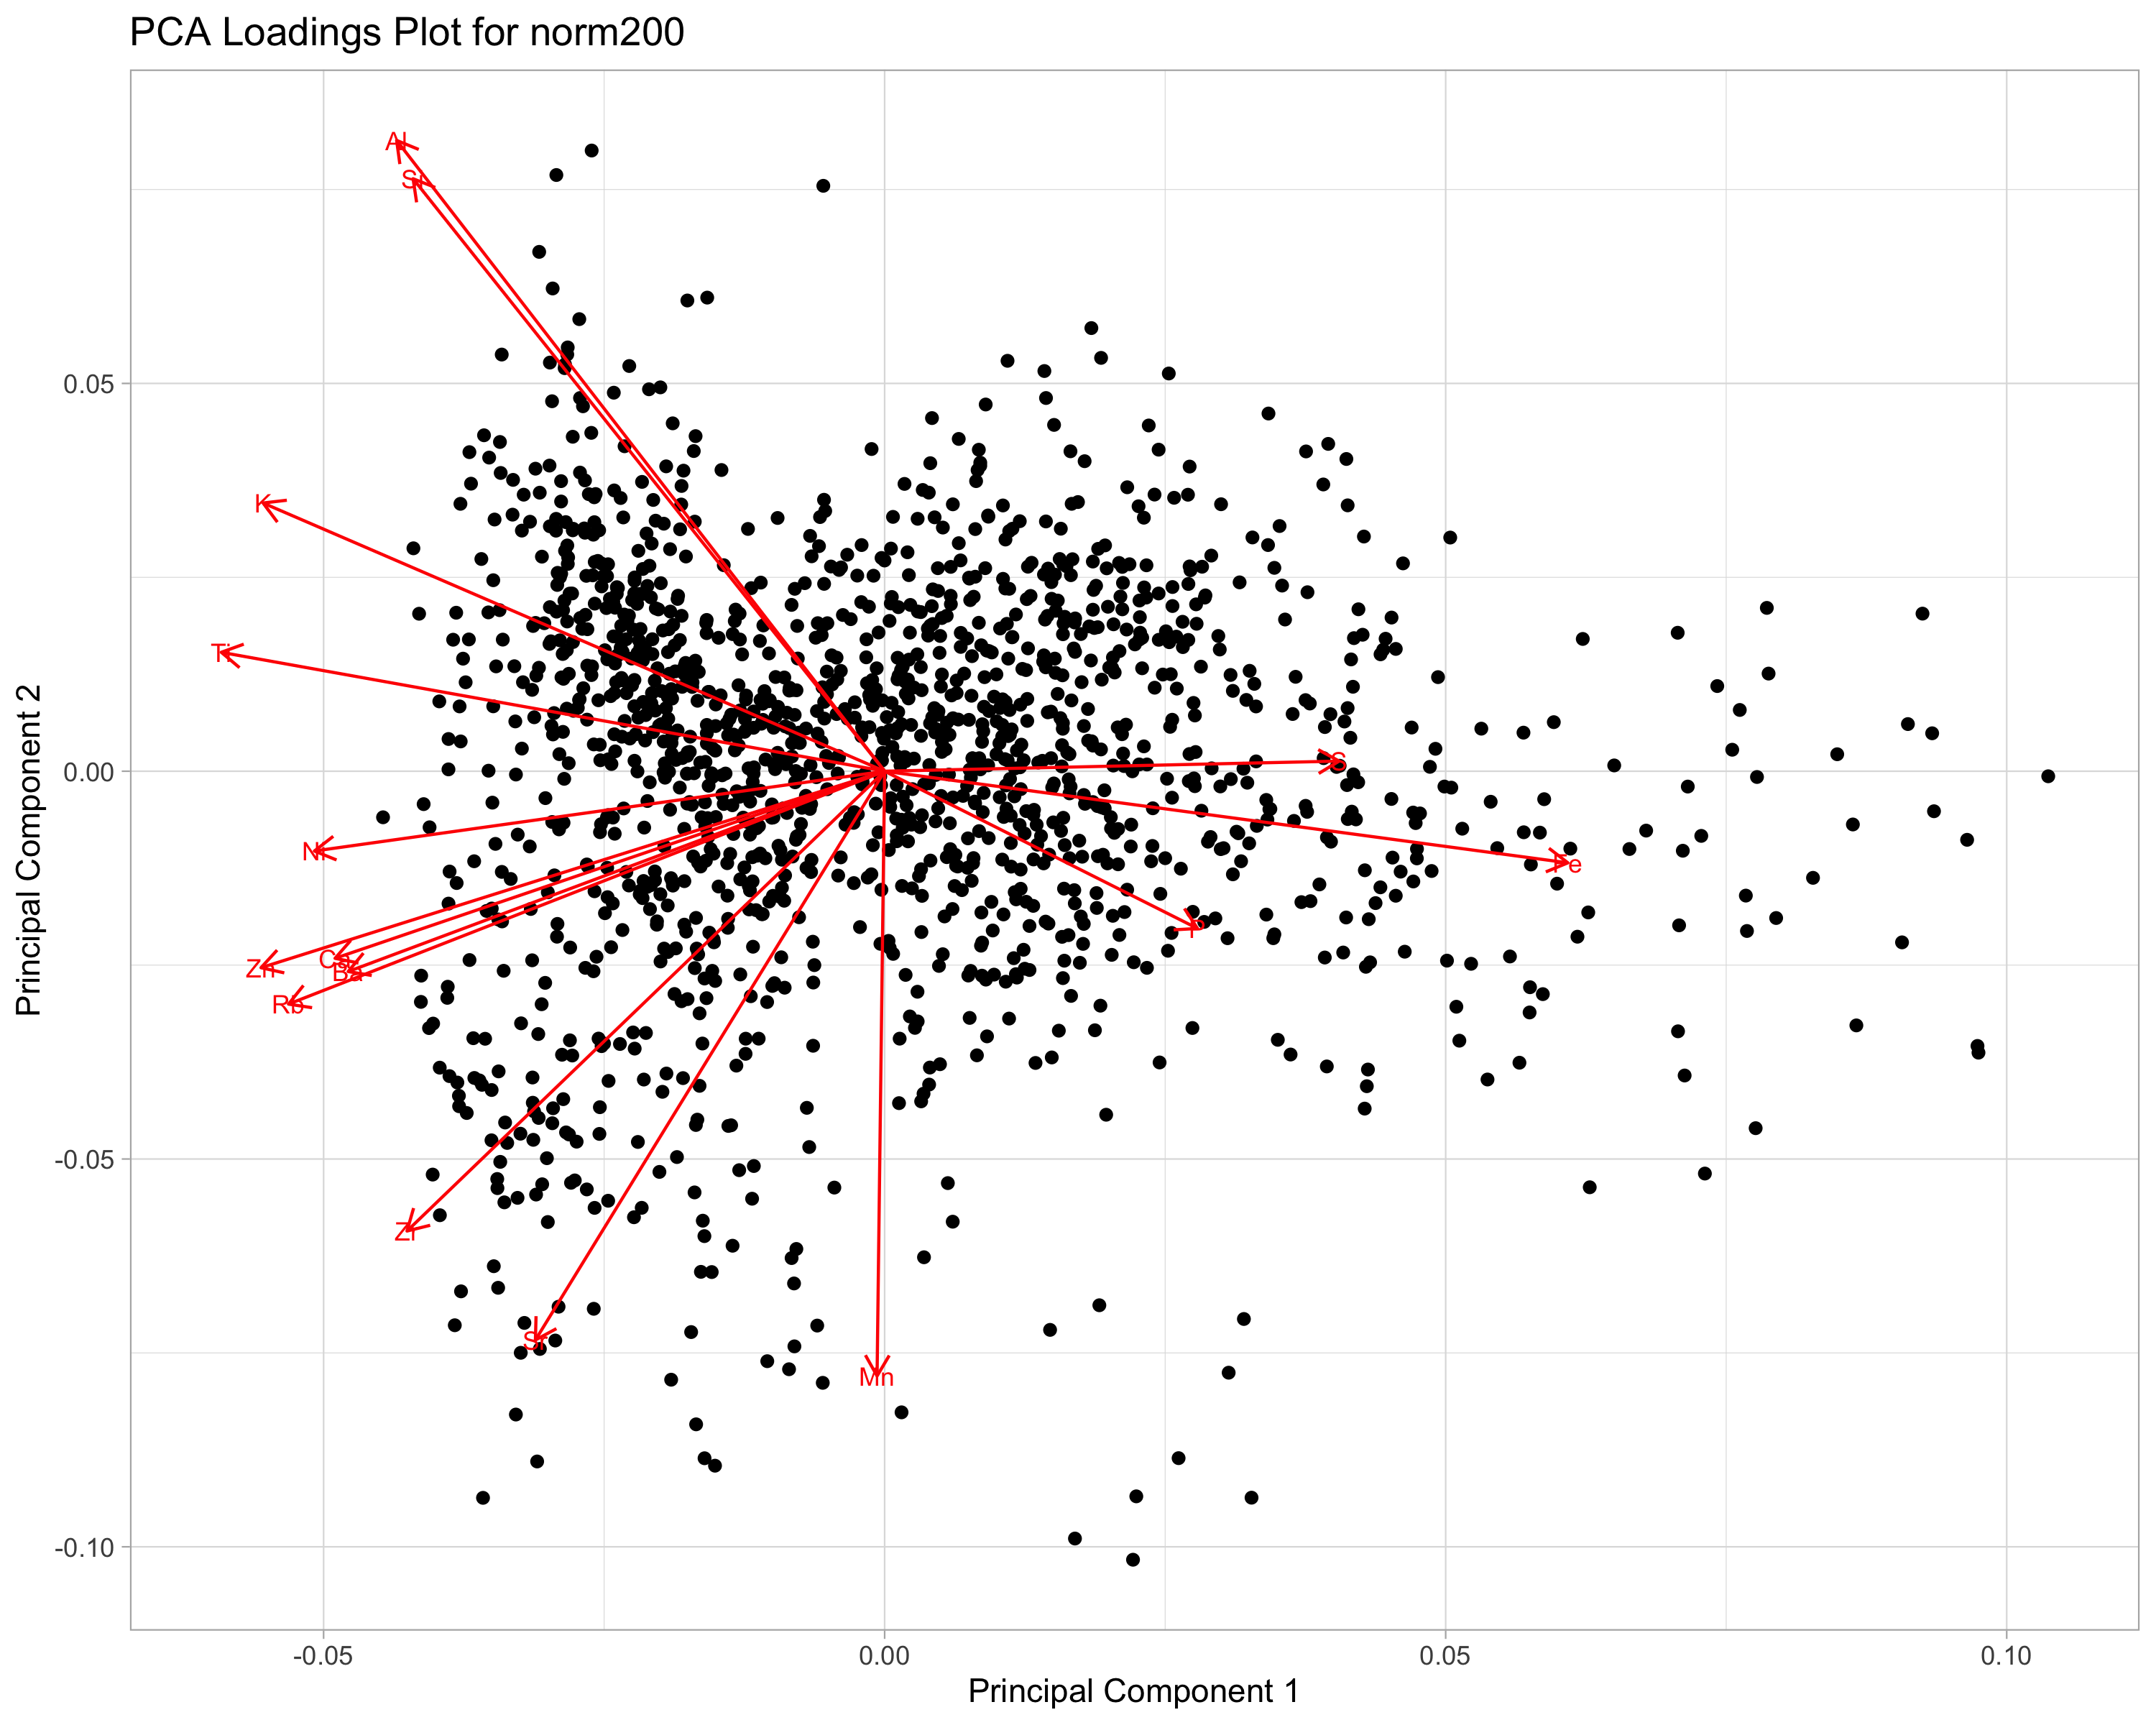 PCA Loadings Plot for norm200
Al
Si
K
Ti
S
Fe
P
Ni
Ca
Zn
Ba
Rb
Zr
Sr
Mn
0.05
0.00
-0.05
-0.10
Principal Component 2
-0.05
0.00
0.05
0.10
Principal Component 1